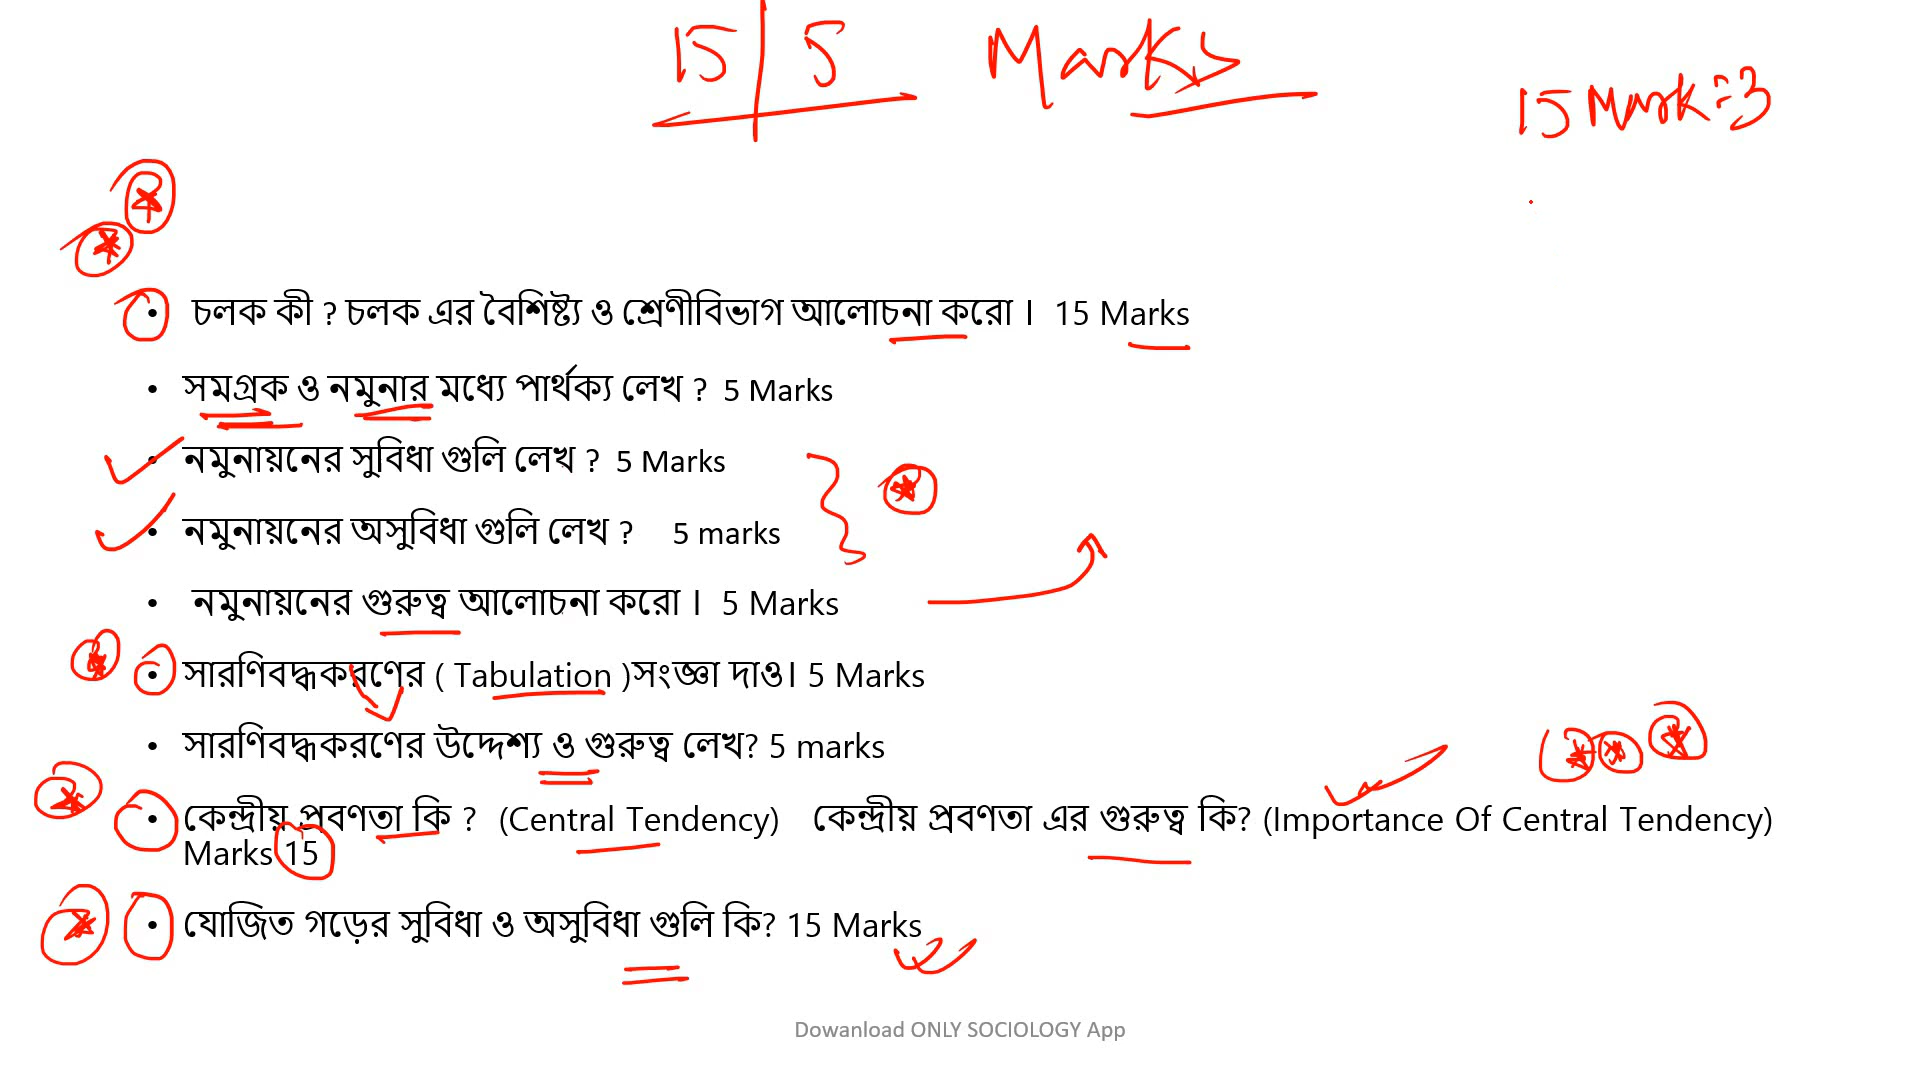 15 | 5 Marks
15 Mark = 3
• চলক কী ? চলক এর বৈশিষ্ট্য ও শ্রেণীবিভাগ আলোচনা করো । 15 Marks
• সমগ্রক ও নমুনার মধ্যে পার্থক্য লেখ ? 5 Marks
• নমুনায়নের সুবিধা গুলি লেখ ? 5 Marks
• নমুনায়নের অসুবিধা গুলি লেখ ? 5 marks
• নমুনায়নের গুরুত্ব আলোচনা করো । 5 Marks
• সারণিবদ্ধকরণের ( Tabulation )সংজ্ঞা দাও। 5 Marks
• সারণিবদ্ধকরণের উদ্দেশ্য ও গুরুত্ব লেখ? 5 marks
• কেন্দ্রীয় প্রবণতা কি ? (Central Tendency) কেন্দ্রীয় প্রবণতা এর গুরুত্ব কি? (Importance Of Central Tendency)
Marks 15
• যোজিত গড়ের সুবিধা ও অসুবিধা গুলি কি? 15 Marks
Dowanload ONLY SOCIOLOGY App